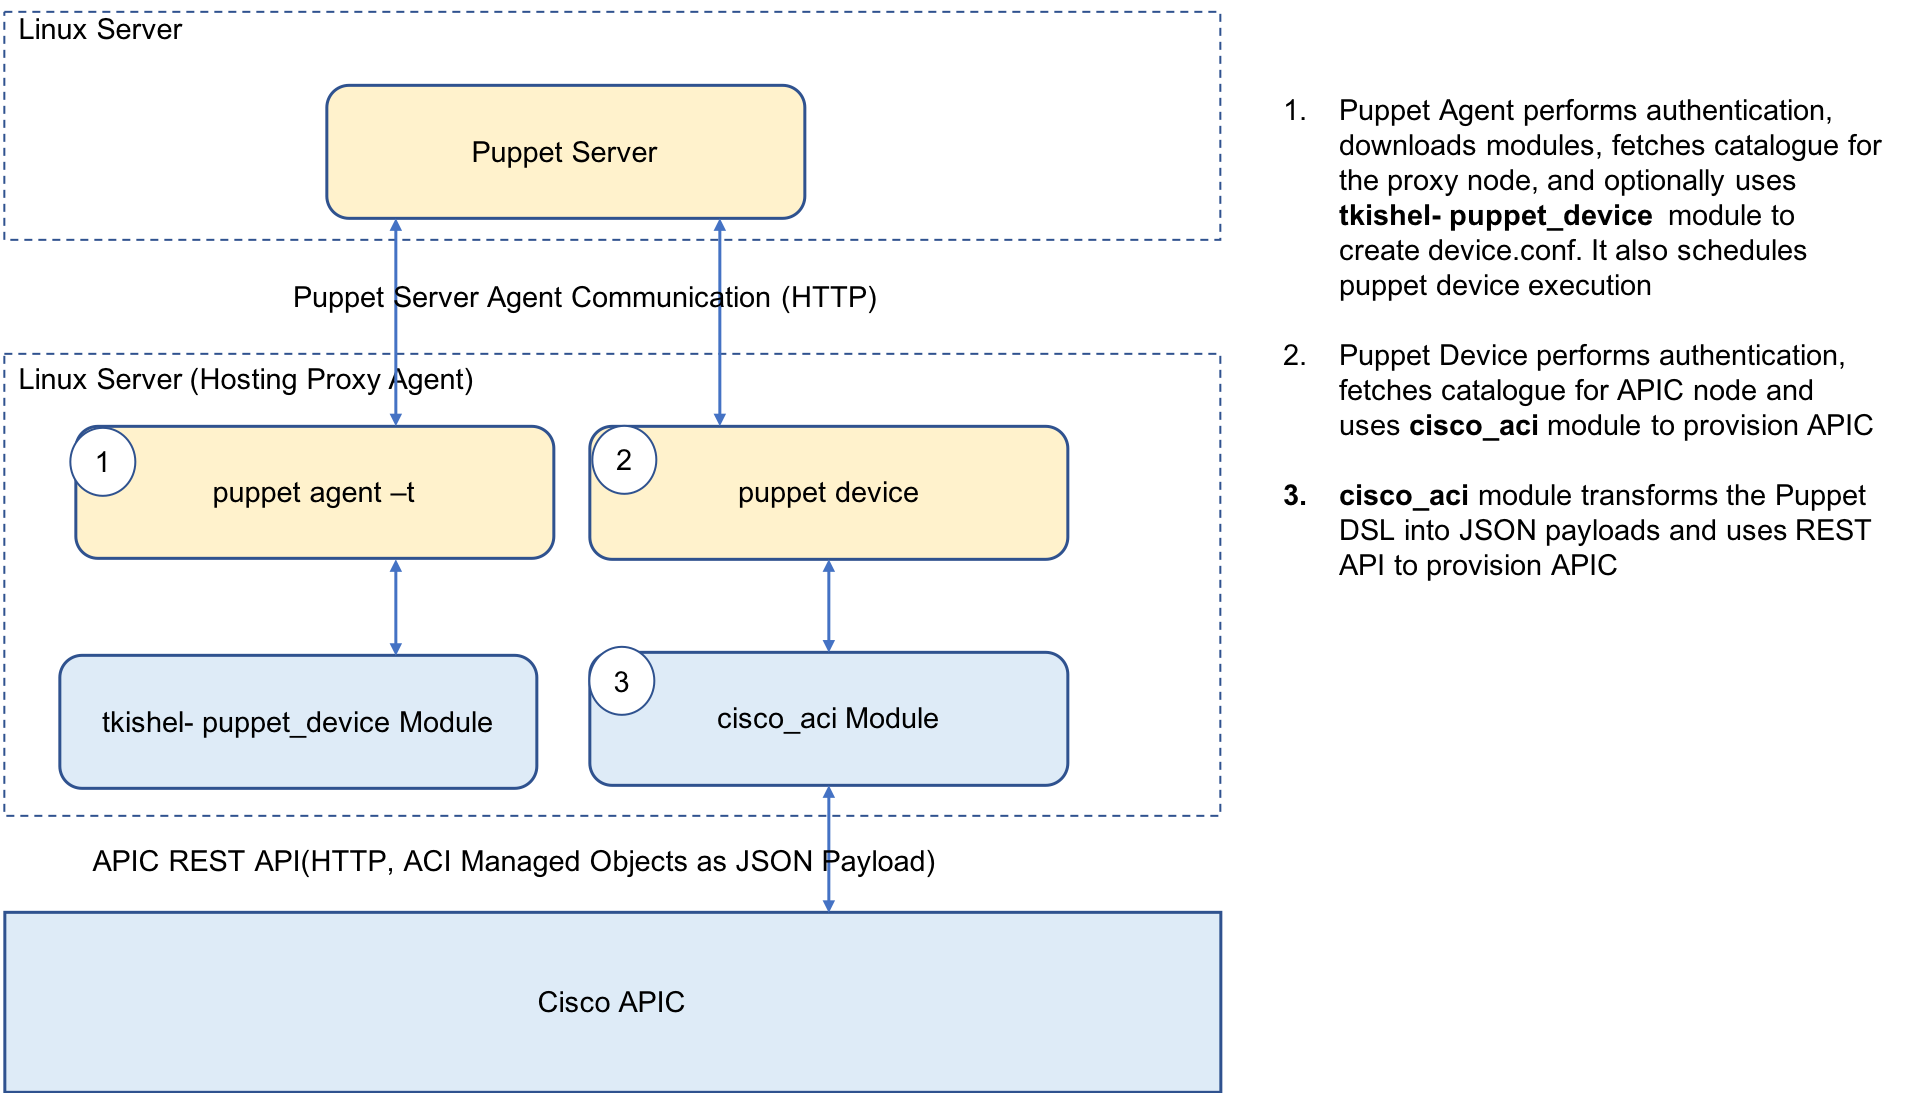 Linux Server
Puppet Server
Puppet Server Agent Communication (HTTP)
Linux Server (Hosting Proxy Agent)
1
puppet agent –t
2
puppet device
tkishel- puppet_device Module
3
cisco_aci Module
APIC REST API(HTTP, ACI Managed Objects as JSON Payload)
Cisco APIC
1. Puppet Agent performs authentication,
downloads modules, fetches catalogue for
the proxy node, and optionally uses
tkishel- puppet_device module to
create device.conf. It also schedules
puppet device execution
2. Puppet Device performs authentication,
fetches catalogue for APIC node and
uses cisco_aci module to provision APIC
3. cisco_aci module transforms the Puppet
DSL into JSON payloads and uses REST
API to provision APIC